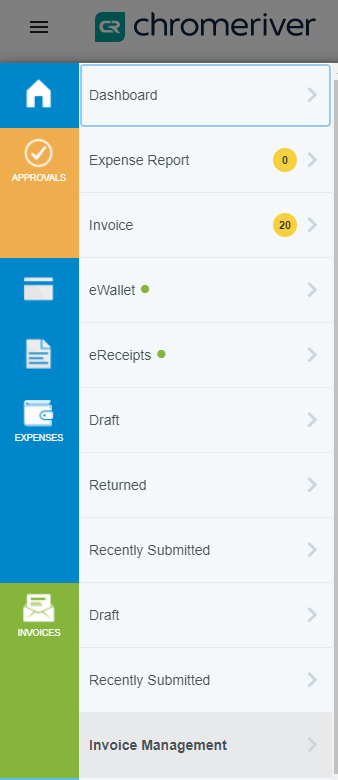 CR chromeriver
Dashboard
APPROVALS
Expense Report 0
Invoice 20
eWallet
eReceipts
EXPENSES
Draft
Returned
Recently Submitted
INVOICES
Draft
Recently Submitted
Invoice Management